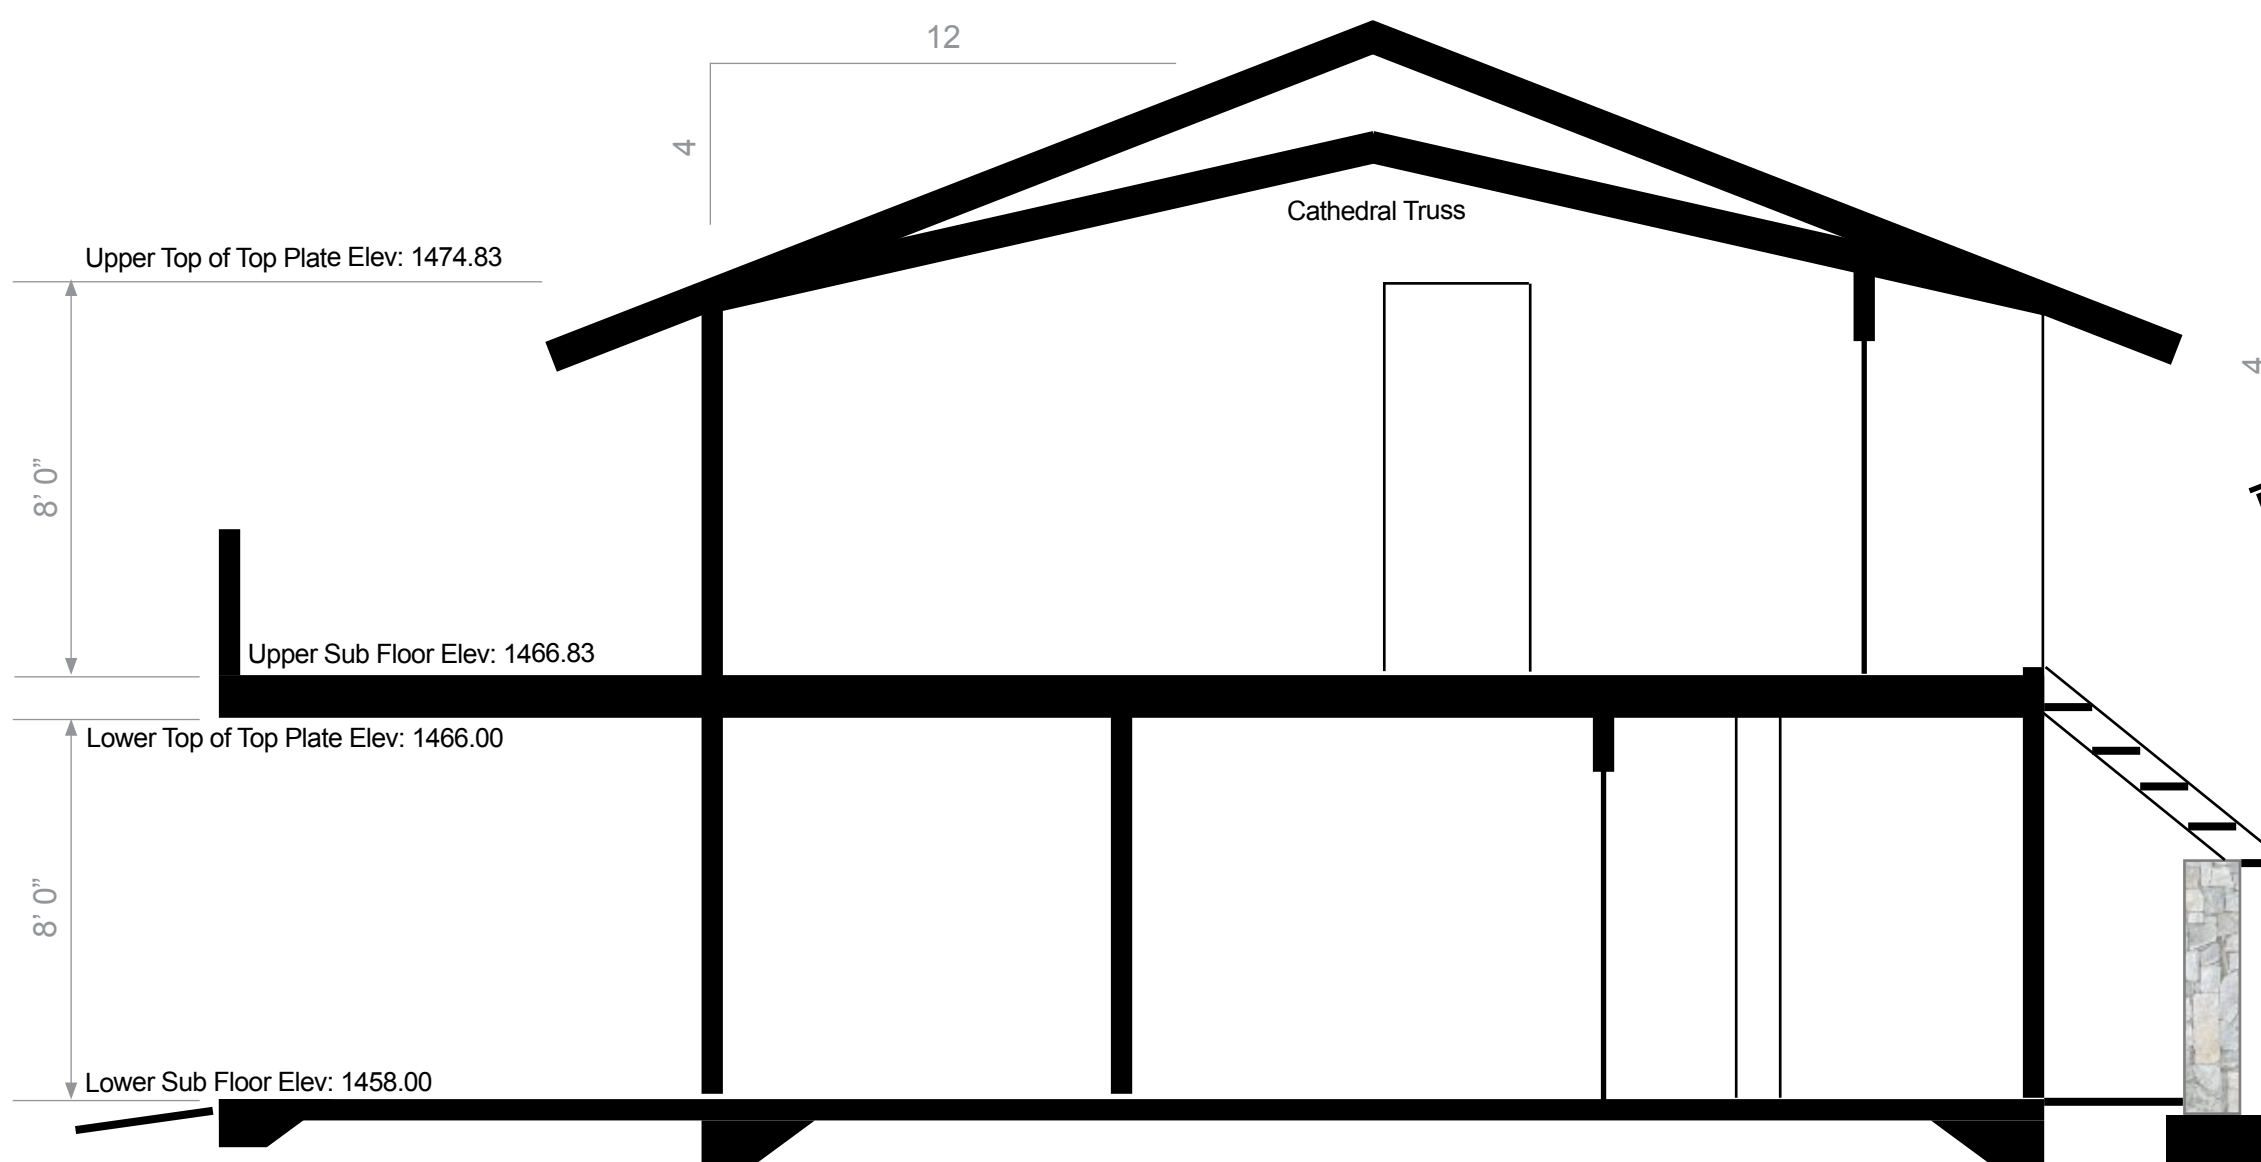 12
4
Cathedral Truss
Upper Top of Top Plate Elev: 1474.83
4
8’ 0”
Upper Sub Floor Elev: 1466.83
Lower Top of Top Plate Elev: 1466.00
8’ 0”
Lower Sub Floor Elev: 1458.00